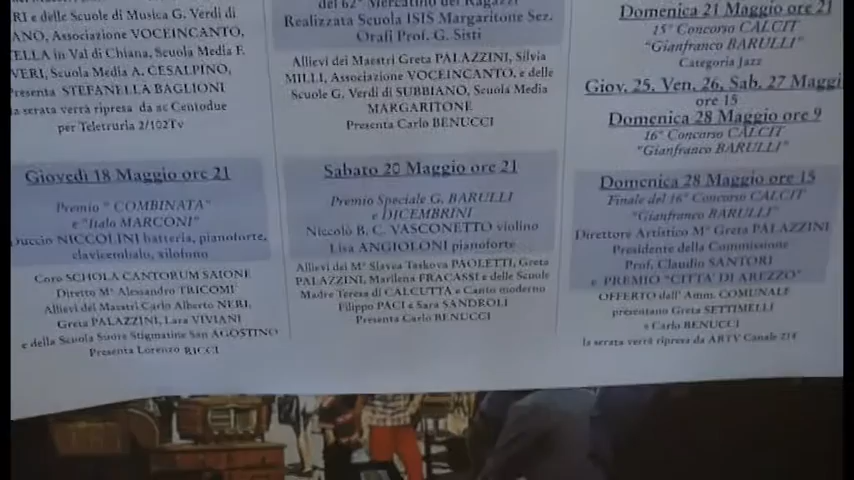 RI e delle Scuole di Musica G. Verdi di
ANO, Associazione VOCEINCANTO,
ELLA in Val di Chiana, Scuola Media F.
VERI, Scuola Media A. CESALPINO,
resenta STEFANELLA BAGLIONI
la serata verrà ripresa da sc Centodue
per Teletruria 2/102Tv
Giovedì 18 Maggio ore 21
Premio " COMBINATA"
e "Italo MARCONI"
Duccio NICCOLINI batteria, pianoforte,
clavicembalo, silofono
Coro SCHOLA CANTORUM SAIONE
Diretto Mº Alessandro TRICOMI
Allievi dei Maestri Carlo Alberto NERI,
Greta PALAZZINI, Lara VIVIANI
e della Scuola Suore Stigmatine San AGOSTINO
Presenta Lorenzo RICCI
del 62° Mercatino dei Ragazzi
Realizzata Scuola ISIS Margaritone Sez.
Orafi Prof. G. Sisti
Allievi dei Maestri Greta PALAZZINI, Silvia
MILLI, Associazione VOCEINCANTO, e delle
Scuole G. Verdi di SUBBIANO, Scuola Media
MARGARITONE
Presenta Carlo BENUCCI
Sabato 20 Maggio ore 21
Premio Speciale G. BARULLI
e DICEMBRINI
Niccolò B. C. VASCONETTO violino
Lisa ANGIOLONI pianoforte
Allievi dei Mº Slavea Taskova PAOLETTI, Greta
PALAZZINI, Marilena FRACASSI e delle Scuole
Madre Teresa di CALCUTTA e Canto moderno
Filippo PACI e Sara SANDROLI
Presenta Carlo BENUCCI
Domenica 21 Maggio ore 21
15° Concorso CALCIT
"Gianfranco BARULLI"
Categoria Jazz
Giov. 25, Ven. 26, Sab. 27 Maggi
ore 15
Domenica 28 Maggio ore 9
16° Concorso CALCIT
"Gianfranco BARULLI"
Domenica 28 Maggio ore 15
Finale del 16° Concorso CALCIT
"Gianfranco BARULLI"
Direttore Artistico Mº Greta PALAZZINI
Presidente della Commissione
Prof. Claudio SANTORI
e PREMIO "CITTA' DI AREZZO"
OFFERTO dall' Amm. COMUNALE
presentano Greta SETTIMELLI
e Carlo BENUCCI
la serata verrà ripresa da ARTV Canale 214